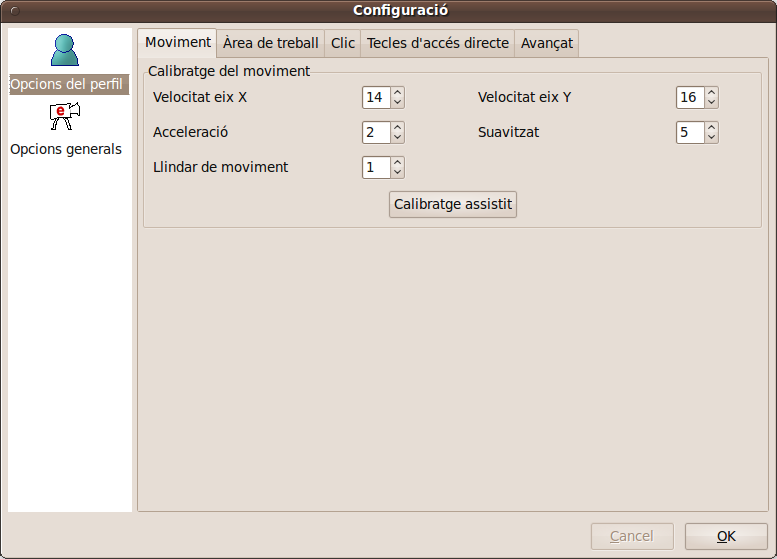 Configuració
Opcions del perfil
e
Opcions generals
Moviment Àrea de treball Clic Tecles d'accés directe Avançat
Calibratge del moviment
Velocitat eix X 14 Velocitat eix Y 16
Acceleració 2 Suavitzat 5
Llindar de moviment 1
Calibratge assistit
Cancel OK